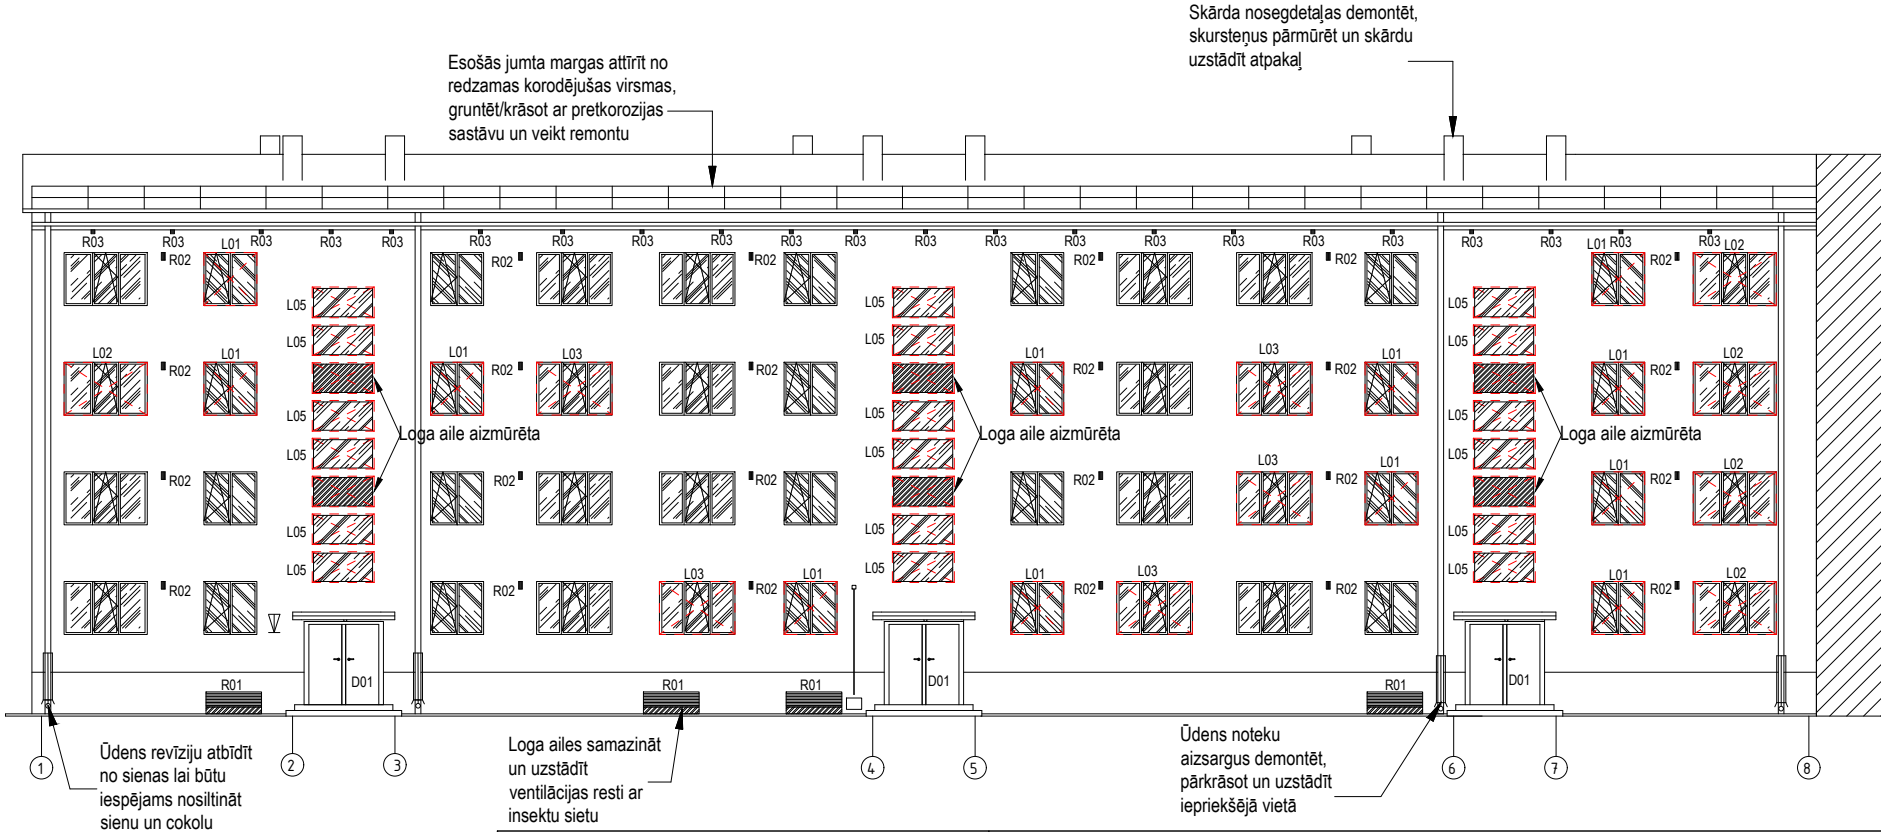 Skārda nosegdetaļas demontēt,
skursteņus pārmūrēt un skārdu
uzstādīt atpakaļ
Esošās jumta margas attīrīt no
redzamas korodējušas virsmas,
gruntēt/krāsot ar pretkorozijas
sastāvu un veikt remontu
R03 R03 L01 R03 R03 R03 R03 R03 R03 R03 R03 R03 R03 R03 R03 R03 R03 R03 R03 R03 L01 R03 R03 L02
R02 R02 R02 R02 R02 R02
L05 L05 L05
L05 L05 L05
L02 L01 L01 L03 L01 L03 L01 L01 L02
R02 R02 R02 R02 R02 R02
L05 L05 L05
Loga aile aizmūrēta Loga aile aizmūrēta Loga aile aizmūrēta
L05 L05 L05
L03 L01 L01 L02
R02 R02 R02 R02 R02 R02
L05 L05 L05
L05 L05 L05
L03 L01 L01 L03 L01 L02
R02 R02 R02 R02 R02 R02
D01 D01 D01
R01 R01 R01 R01
1 2 3 4 5 6 7 8
Ūdens revīziju atbīdīt
no sienas lai būtu
iespējams nosiltināt
sienu un cokolu
Loga ailes samazināt
un uzstādīt
ventilācijas resti ar
insektu sietu
Ūdens noteku
aizsargus demontēt,
pārkrāsot un uzstādīt
iepriekšējā vietā